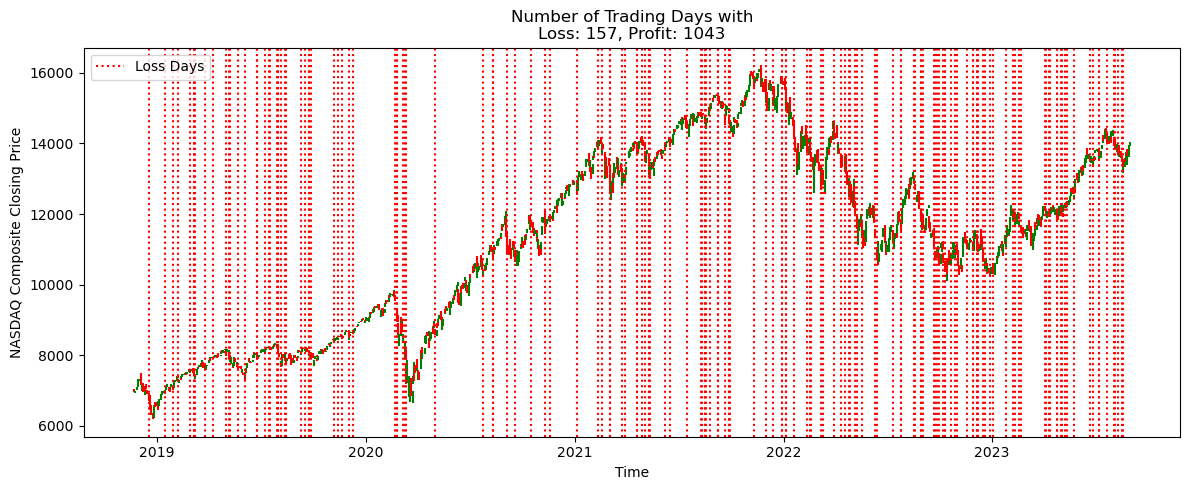 Number of Trading Days with
Loss: 157, Profit: 1043
Loss Days
NASDAQ Composite Closing Price
16000
14000
12000
10000
8000
6000
2019
2020
2021
2022
2023
Time